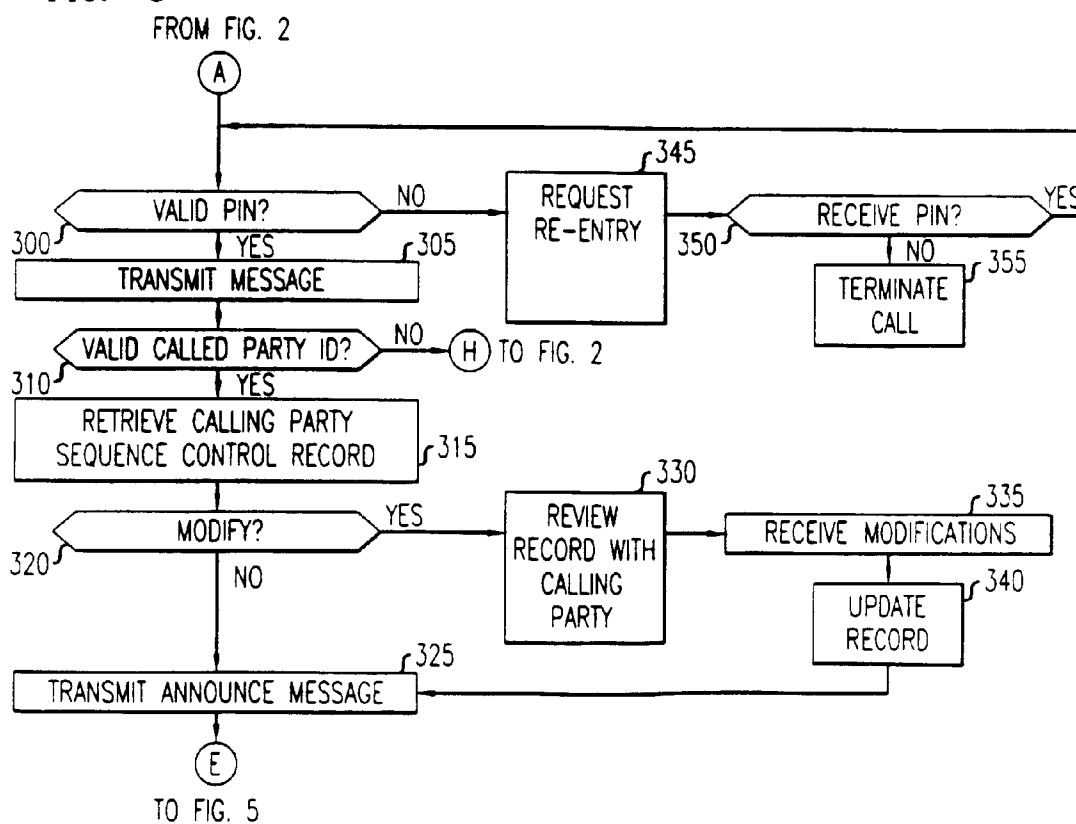 FROM FIG. 2
A
VALID PIN?
300
NO
YES
305
TRANSMIT MESSAGE
345
REQUEST
RE-ENTRY
RECEIVE PIN?
350
YES
NO
355
TERMINATE
CALL
VALID CALLED PARTY ID?
310
NO
H TO FIG. 2
YES
RETRIEVE CALLING PARTY
SEQUENCE CONTROL RECORD
315
MODIFY?
320
YES
NO
330
REVIEW
RECORD WITH
CALLING
PARTY
335
RECEIVE MODIFICATIONS
340
UPDATE
RECORD
325
TRANSMIT ANNOUNCE MESSAGE
E
TO FIG. 5